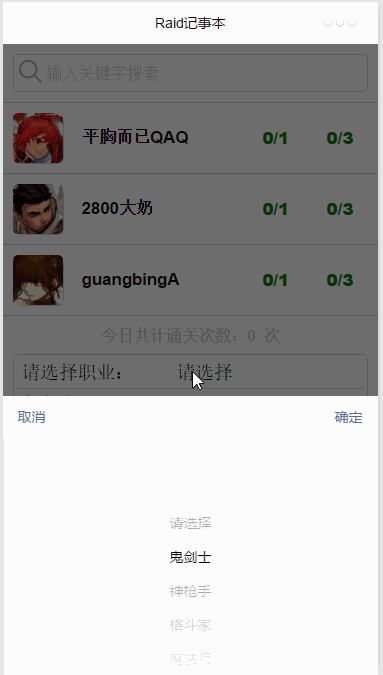 Raid记事本
输入关键字搜索
平胸而已QAQ 0/1 0/3
2800大奶 0/1 0/3
guangbingA 0/1 0/3
今日共计通关次数：0 次
请选择职业： 请选择
取消 确定
请选择
鬼剑士
神枪手
格斗家
魔法师